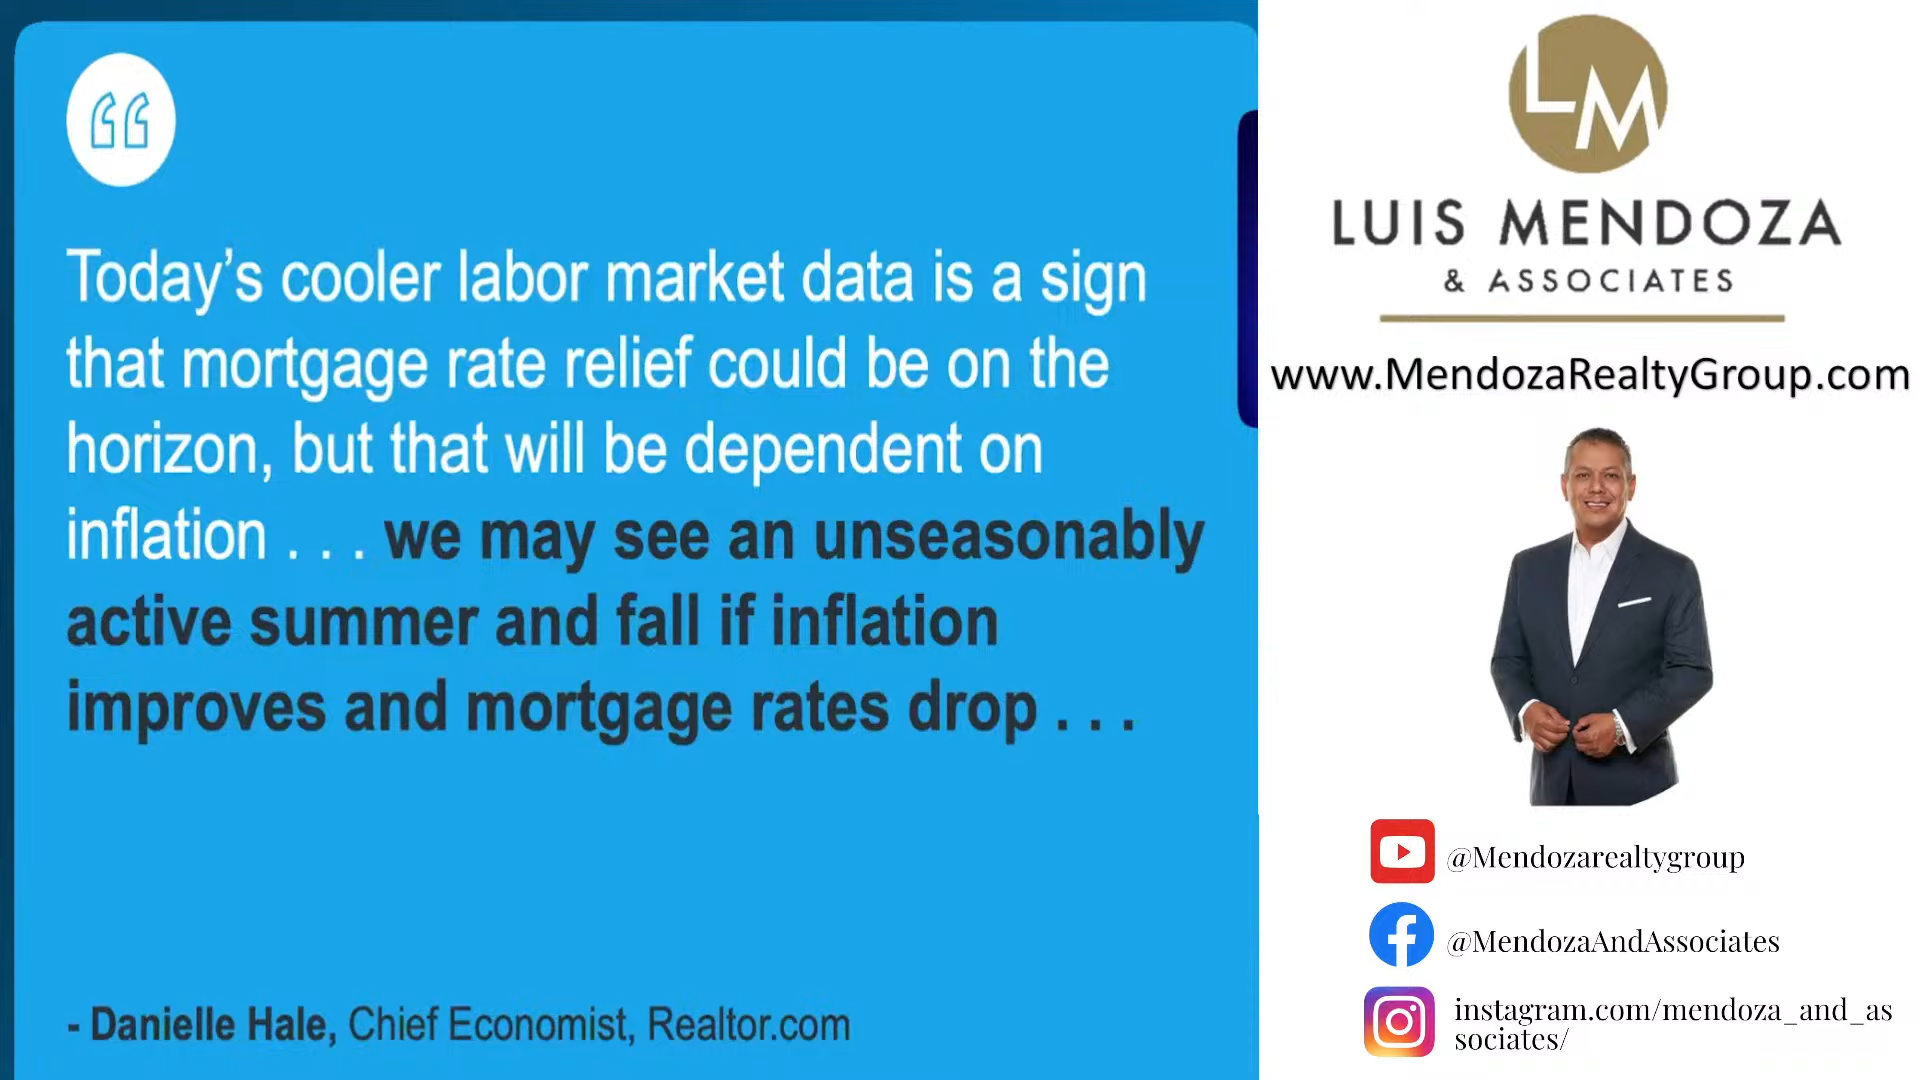 Today’s cooler labor market data is a sign
that mortgage rate relief could be on the
horizon, but that will be dependent on
inflation . . . we may see an unseasonably
active summer and fall if inflation
improves and mortgage rates drop . . .
- Danielle Hale, Chief Economist, Realtor.com
LM
LUIS MENDOZA
& ASSOCIATES
www.MendozaRealtyGroup.com
@Mendozarealtygroup
@MendozaAndAssociates
instagram.com/mendoza_and_as
sociates/